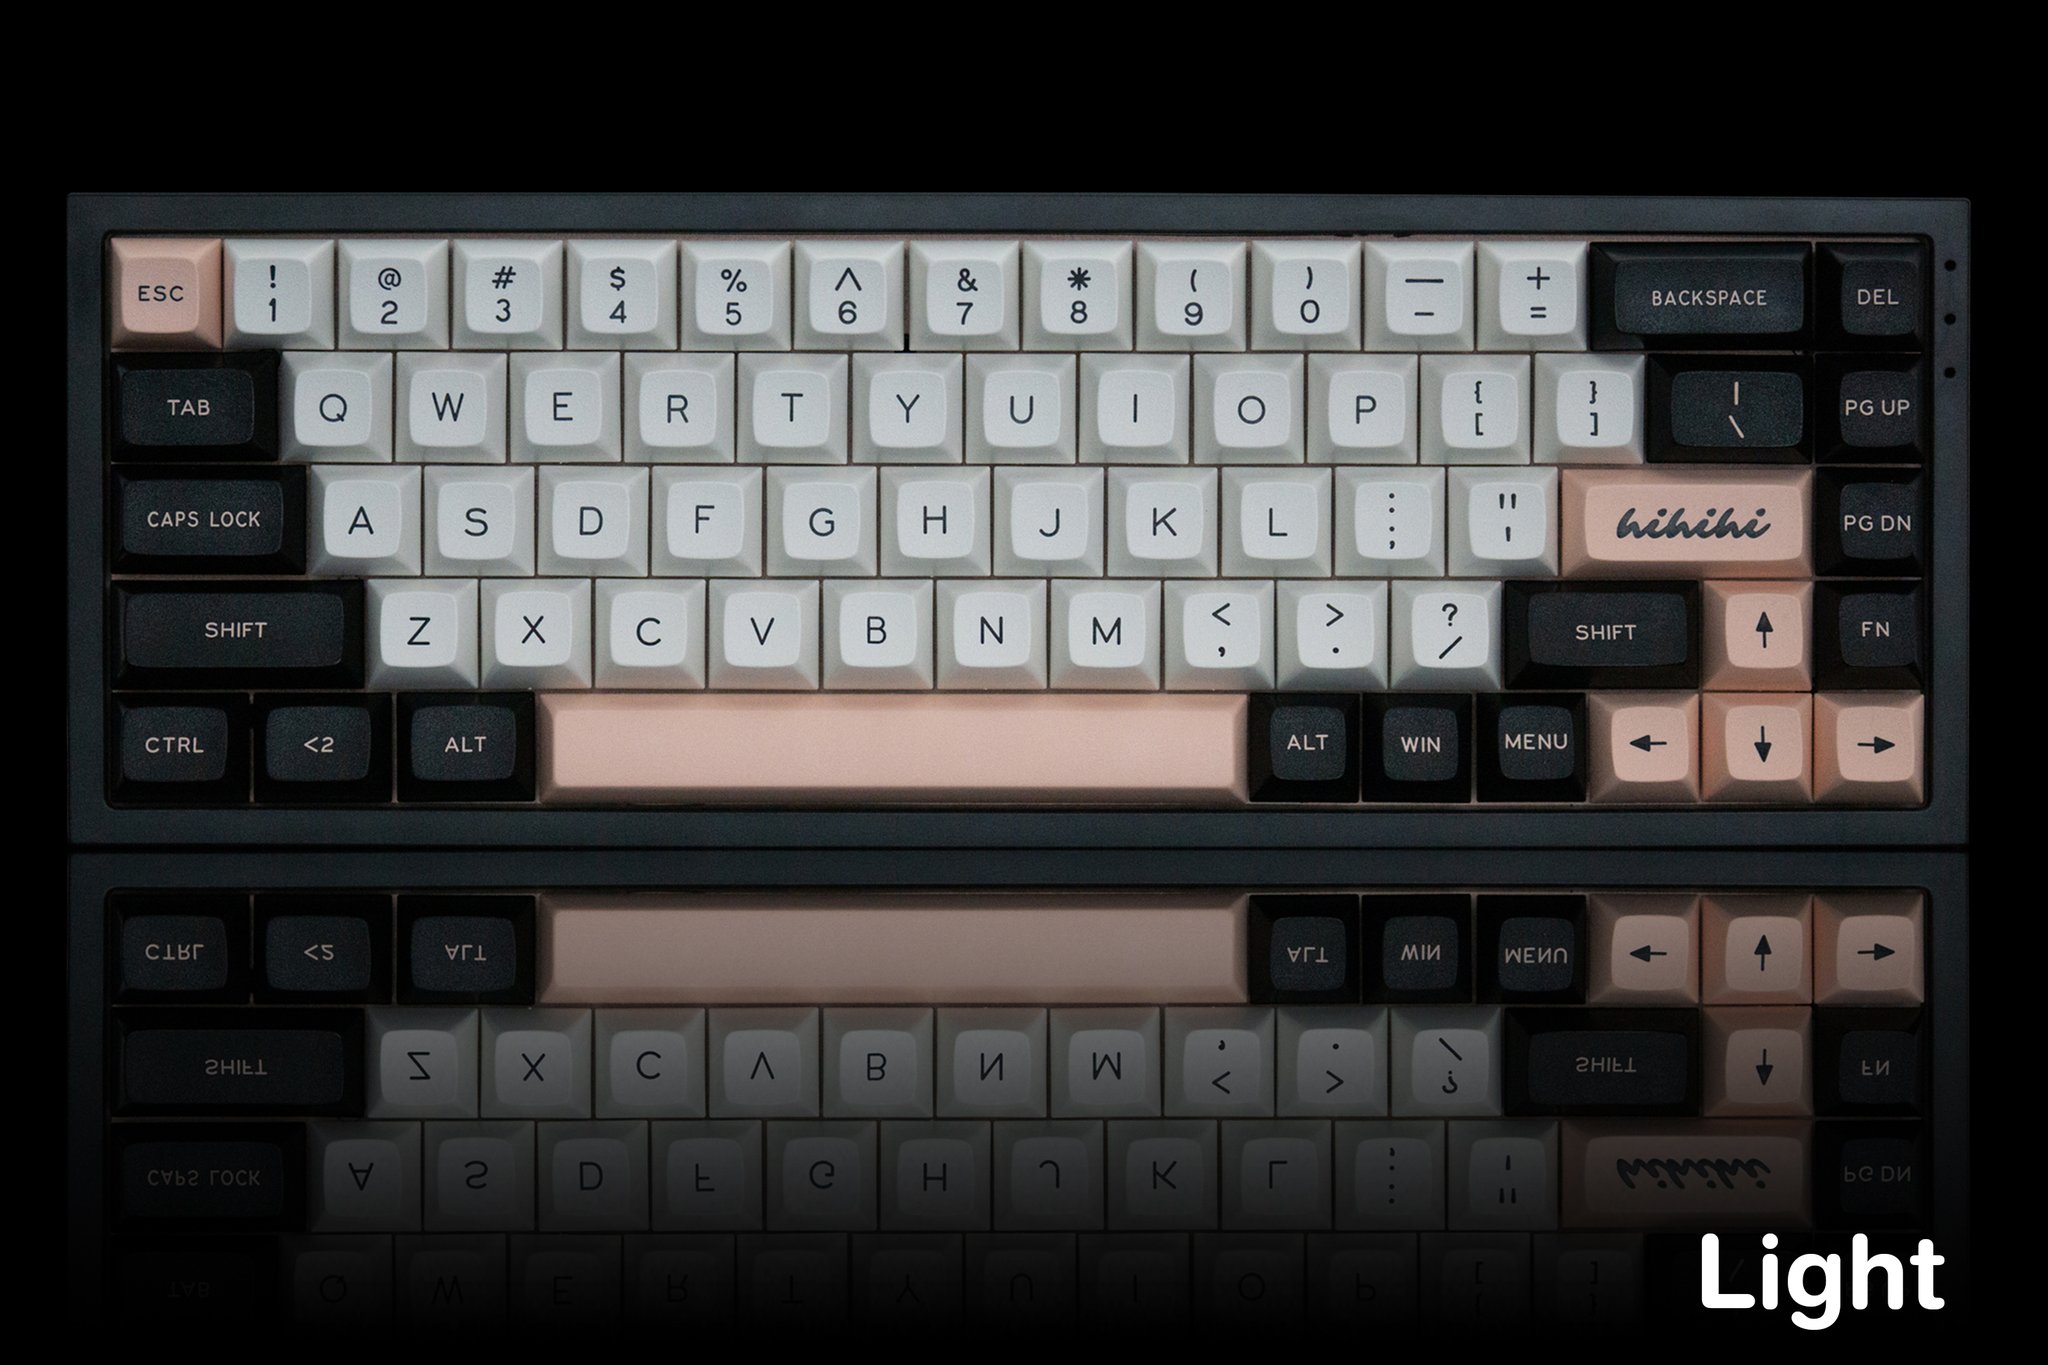 ESC ! 1 @ 2 # 3 $ 4 % 5 ^ 6 & 7 * 8 ( 9 ) 0 — - + = BACKSPACE DEL
TAB Q W E R T Y U I O P { [ } ] | \ PG UP
CAPS LOCK A S D F G H J K L : ; " ' hihihi PG DN
SHIFT Z X C V B N M < , > . ? / SHIFT ↑ FN
CTRL <2 ALT ALT WIN MENU ← ↓ →
Light